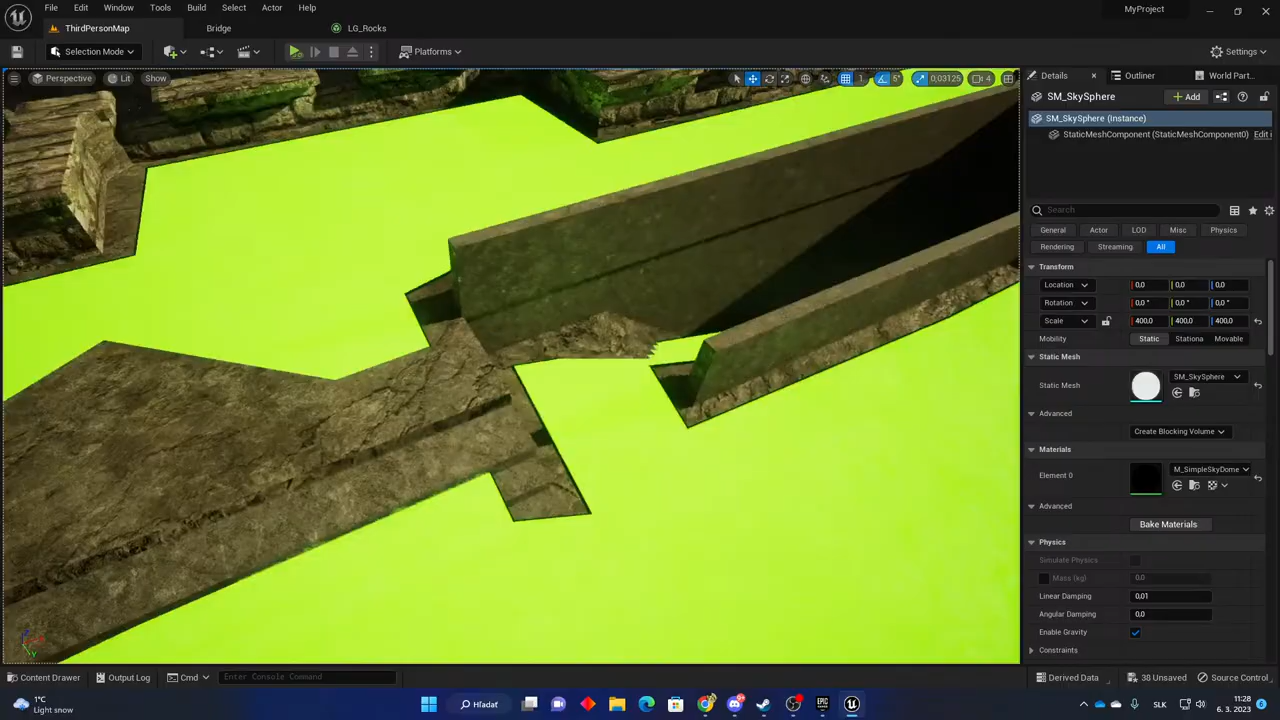 File Edit Window Tools Build Select Actor Help
MyProject
ThirdPersonMap Bridge LG_Rocks
Selection Mode Platforms Settings
Perspective Lit Show 1 5° 0,03125 4
Details Outliner World Part...
SM_SkySphere Add
SM_SkySphere (Instance)
StaticMeshComponent (StaticMeshComponent0) Edit i
Search
General Actor LOD Misc Physics
Rendering Streaming All
Transform
Location 0,0 0,0 0,0
Rotation 0,0 ° 0,0 ° 0,0 °
Scale 400,0 400,0 400,0
Mobility Static Stationa Movable
Static Mesh
Static Mesh SM_SkySphere
Advanced
Create Blocking Volume
Materials
Element 0 M_SimpleSkyDome
Advanced
Bake Materials
Physics
Simulate Physics
Mass (kg) 0,0
Linear Damping 0,01
Angular Damping 0,0
Enable Gravity
Constraints
Content Drawer Output Log Cmd Enter Console Command Derived Data 38 Unsaved Source Control
1°C
Light snow
Hľadať
SLK
11:28
6. 3. 2023